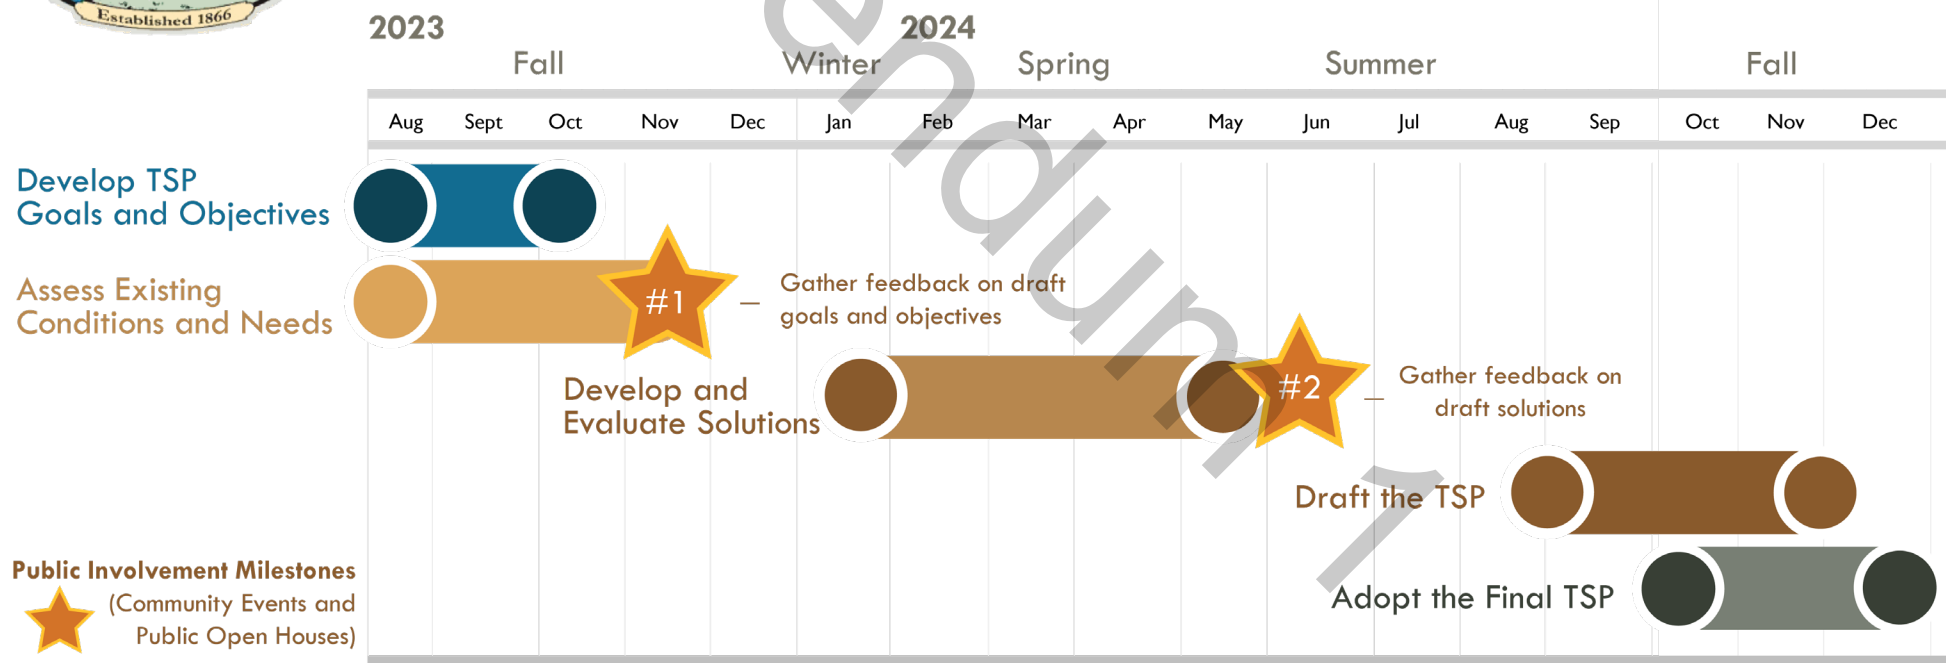 Established 1866
2023 2024
Fall Winter Spring Summer Fall
Aug Sept Oct Nov Dec Jan Feb Mar Apr May Jun Jul Aug Sep Oct Nov Dec
Develop TSP
Goals and Objectives
Assess Existing
Conditions and Needs
#1
– Gather feedback on draft
goals and objectives
Develop and
Evaluate Solutions
#2
– Gather feedback on
draft solutions
Draft the TSP
Adopt the Final TSP
Public Involvement Milestones
(Community Events and
Public Open Houses)
endum 1